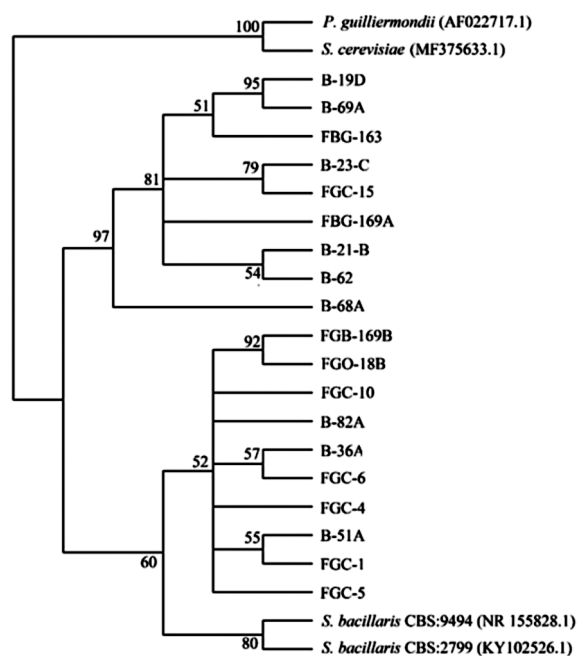 100
P. guilliermondii (AF022717.1)
S. cerevisiae (MF375633.1)
95
B-19D
51
B-69A
FBG-163
79
B-23-C
81
FGC-15
FBG-169A
97
B-21-B
54
B-62
B-68A
FGB-169B
92
FGO-18B
FGC-10
B-82A
B-36A
52
57
FGC-6
FGC-4
55
B-51A
60
FGC-1
FGC-5
S. bacillaris CBS:9494 (NR 155828.1)
80
S. bacillaris CBS:2799 (KY102526.1)